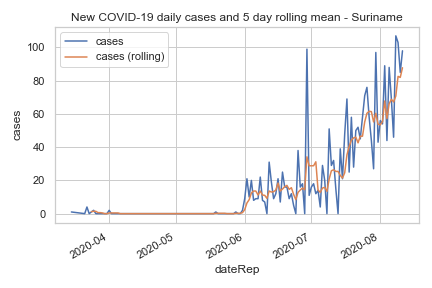 New COVID-19 daily cases and 5 day rolling mean - Suriname
cases
cases (rolling)
100
80
60
40
20
0
cases
2020-04
2020-05
2020-06
2020-07
2020-08
dateRep